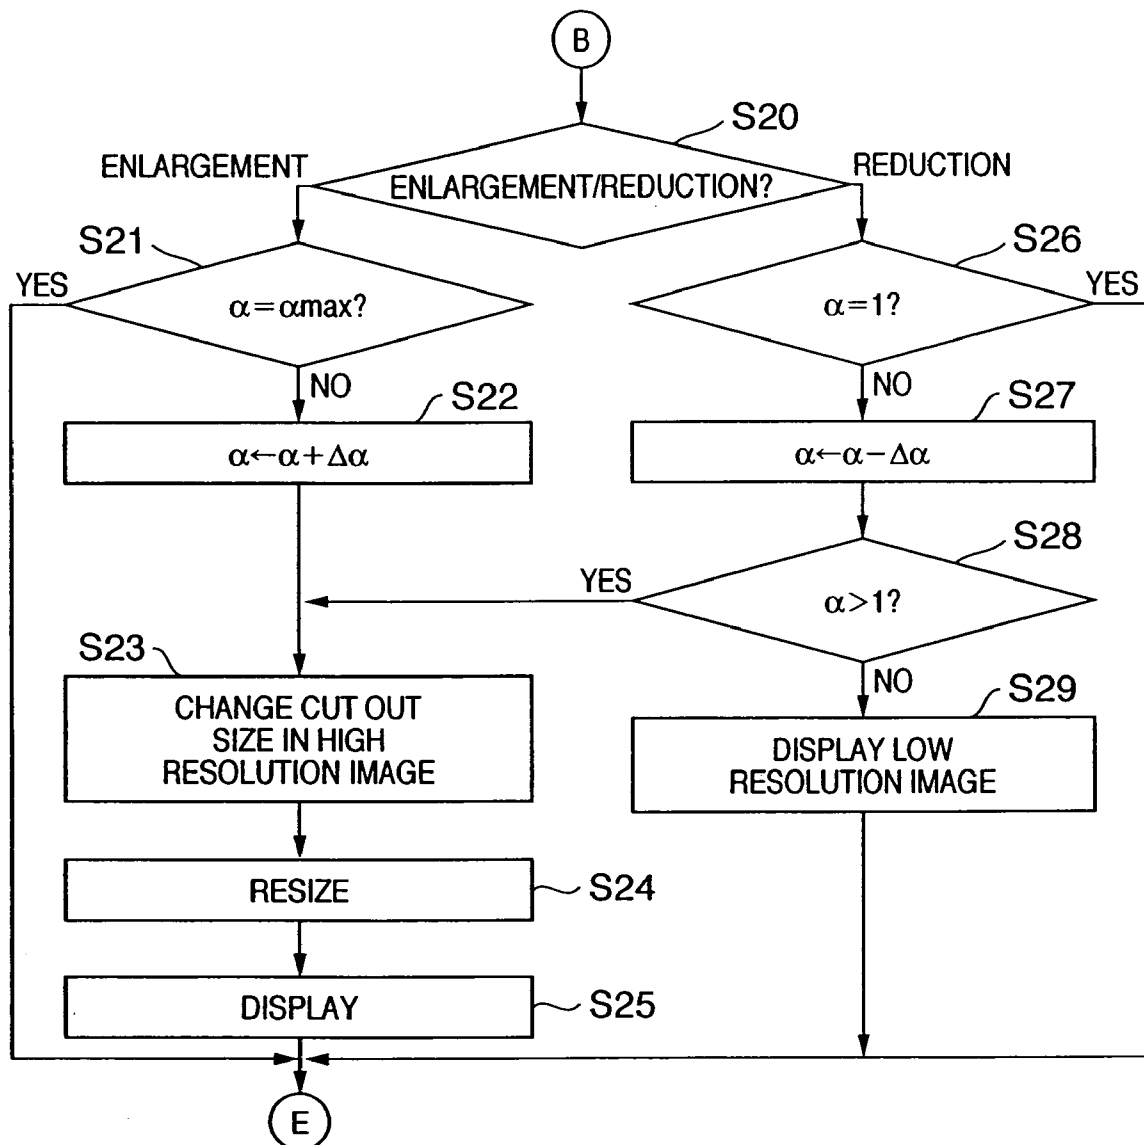 B
S20
ENLARGEMENT
ENLARGEMENT/REDUCTION?
REDUCTION
S21
S26
YES
α=αmax?
α=1?
YES
NO
NO
S22
S27
α←α+Δα
α←α−Δα
S28
YES
α>1?
S23
NO
S29
CHANGE CUT OUT
SIZE IN HIGH
RESOLUTION IMAGE
DISPLAY LOW
RESOLUTION IMAGE
RESIZE
S24
DISPLAY
S25
E